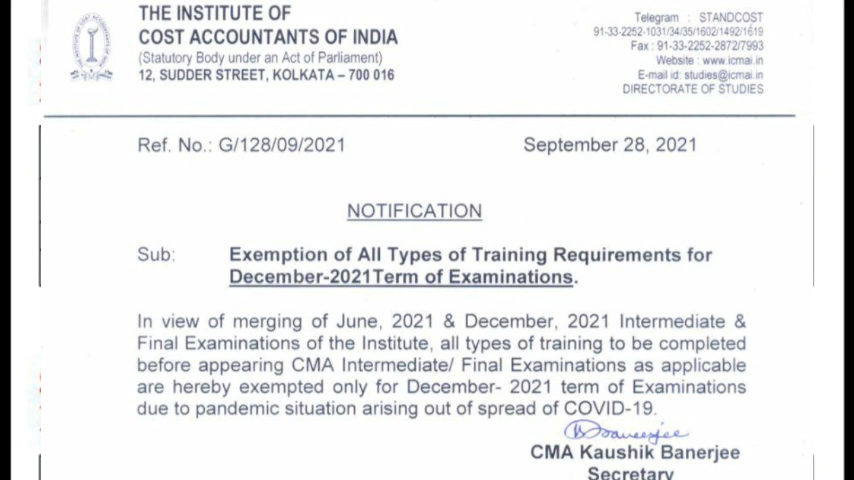 THE INSTITUTE OF
COST ACCOUNTANTS OF INDIA
(Statutory Body under an Act of Parliament)
12, SUDDER STREET, KOLKATA – 700 016
Telegram : STANDCOST
91-33-2252-1031/34/35/1602/1492/1619
Fax : 91-33-2252-2872/7993
Website : www.icmai.in
E-mail id: studies@icmai.in
DIRECTORATE OF STUDIES
Ref. No.: G/128/09/2021
September 28, 2021
NOTIFICATION
Sub: Exemption of All Types of Training Requirements for
December-2021Term of Examinations.
In view of merging of June, 2021 & December, 2021 Intermediate &
Final Examinations of the Institute, all types of training to be completed
before appearing CMA Intermediate/ Final Examinations as applicable
are hereby exempted only for December- 2021 term of Examinations
due to pandemic situation arising out of spread of COVID-19.
CMA Kaushik Banerjee
Secretary